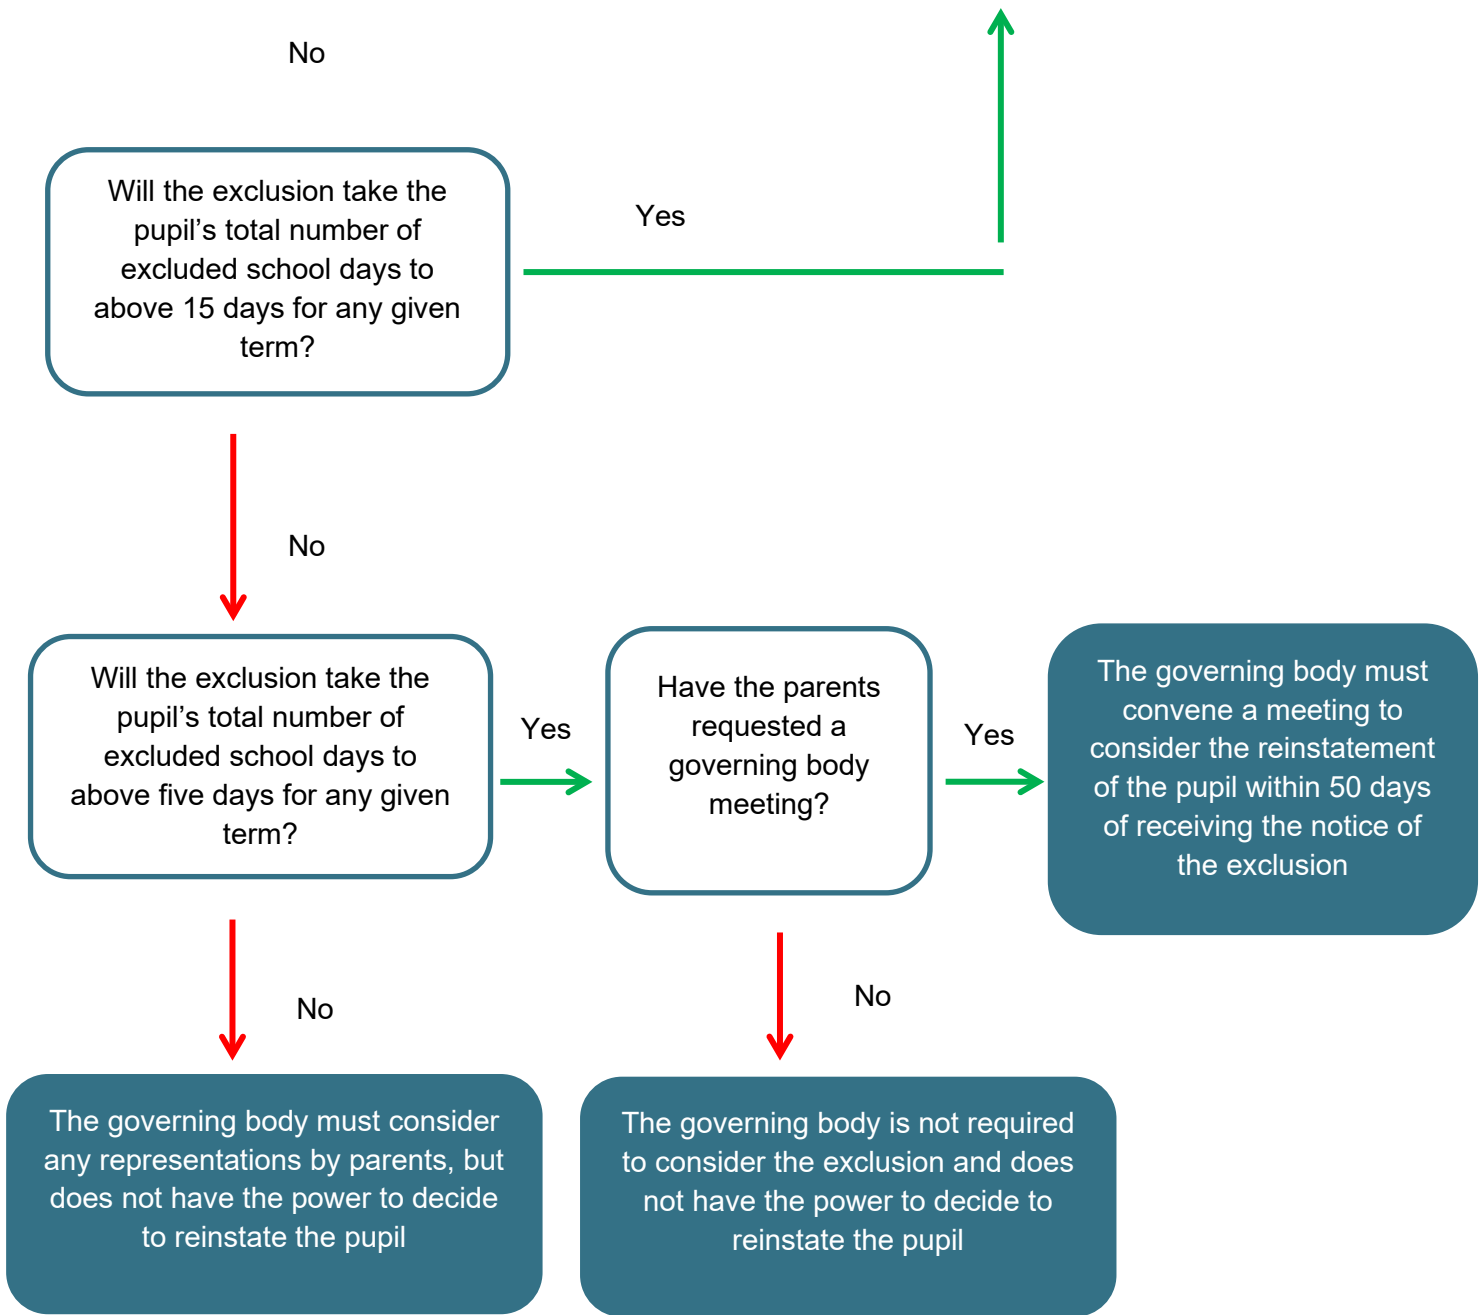 No
Will the exclusion take the
pupil’s total number of
excluded school days to
above 15 days for any given
term?
Yes
No
Will the exclusion take the
pupil’s total number of
excluded school days to
above five days for any given
term?
Yes
Have the parents
requested a
governing body
meeting?
Yes
The governing body must
convene a meeting to
consider the reinstatement
of the pupil within 50 days
of receiving the notice of
the exclusion
No
No
The governing body must consider
any representations by parents, but
does not have the power to decide
to reinstate the pupil
The governing body is not required
to consider the exclusion and does
not have the power to decide to
reinstate the pupil